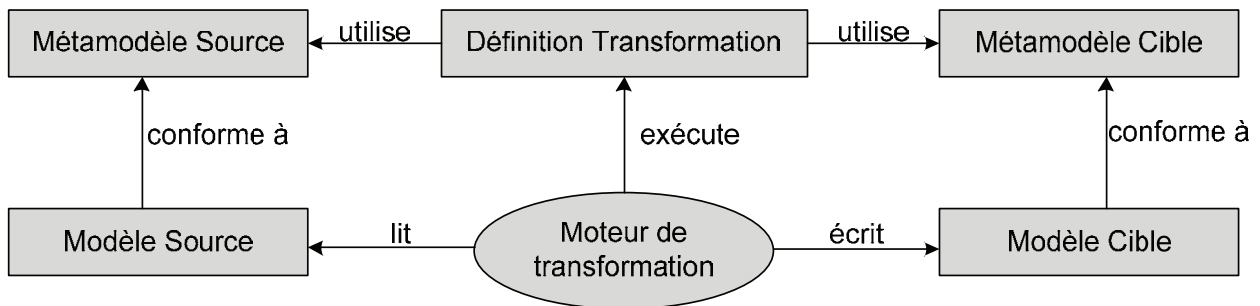 Métamodèle Source
utilise
Définition Transformation
utilise
Métamodèle Cible
conforme à
exécute
conforme à
Modèle Source
lit
Moteur de
transformation
écrit
Modèle Cible